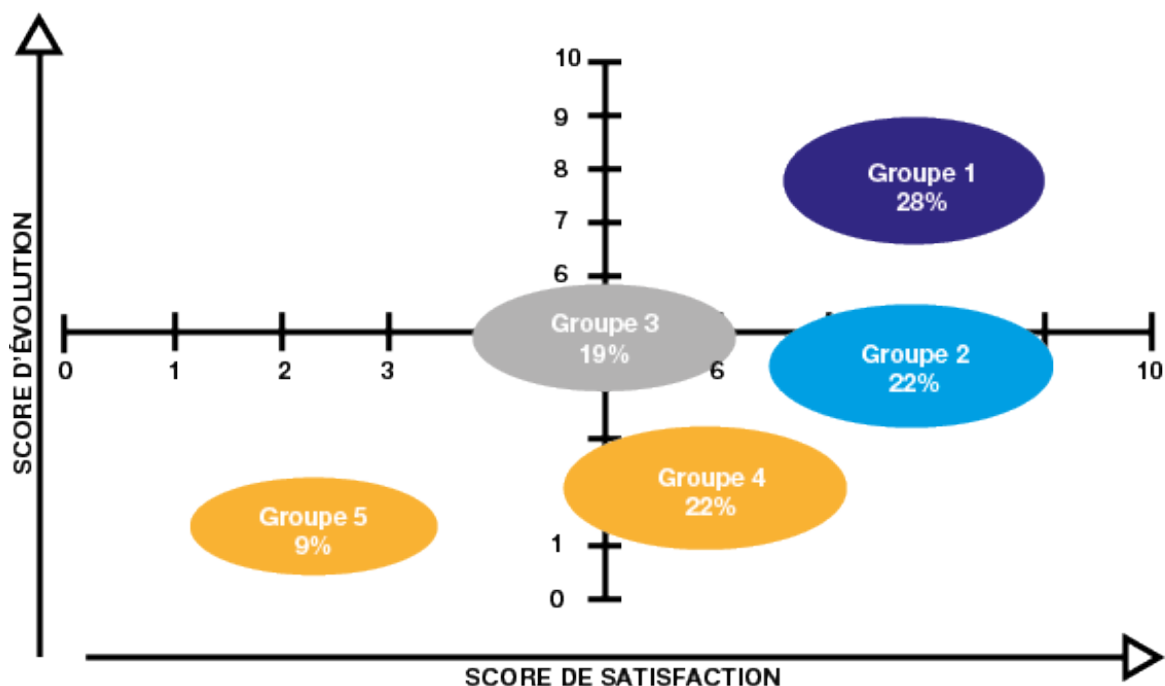 10
9
8
7
6
Groupe 1
28%
Groupe 3
19%
Groupe 2
22%
0
1
2
3
6
10
Groupe 4
22%
Groupe 5
9%
1
0
SCORE D'ÉVOLUTION
SCORE DE SATISFACTION